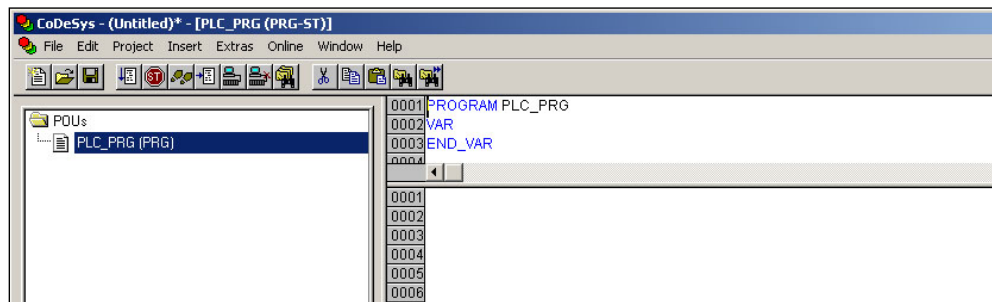 CoDeSys - (Untitled)* - [PLC_PRG (PRG-ST)]
File Edit Project Insert Extras Online Window Help
POUs
PLC_PRG (PRG)
0001 PROGRAM PLC_PRG
0002 VAR
0003 END_VAR
0004
0001
0002
0003
0004
0005
0006